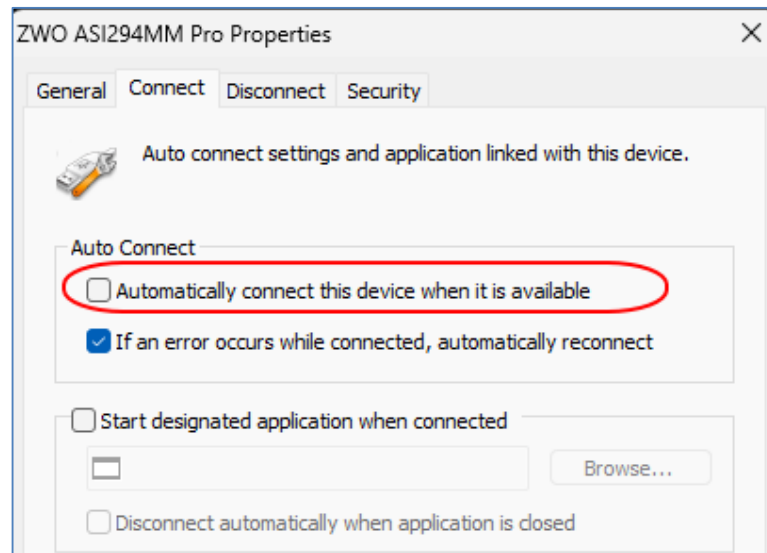 ZWO ASI294MM Pro Properties
General Connect Disconnect Security
Auto connect settings and application linked with this device.
Auto Connect
Automatically connect this device when it is available
If an error occurs while connected, automatically reconnect
Start designated application when connected
Browse...
Disconnect automatically when application is closed